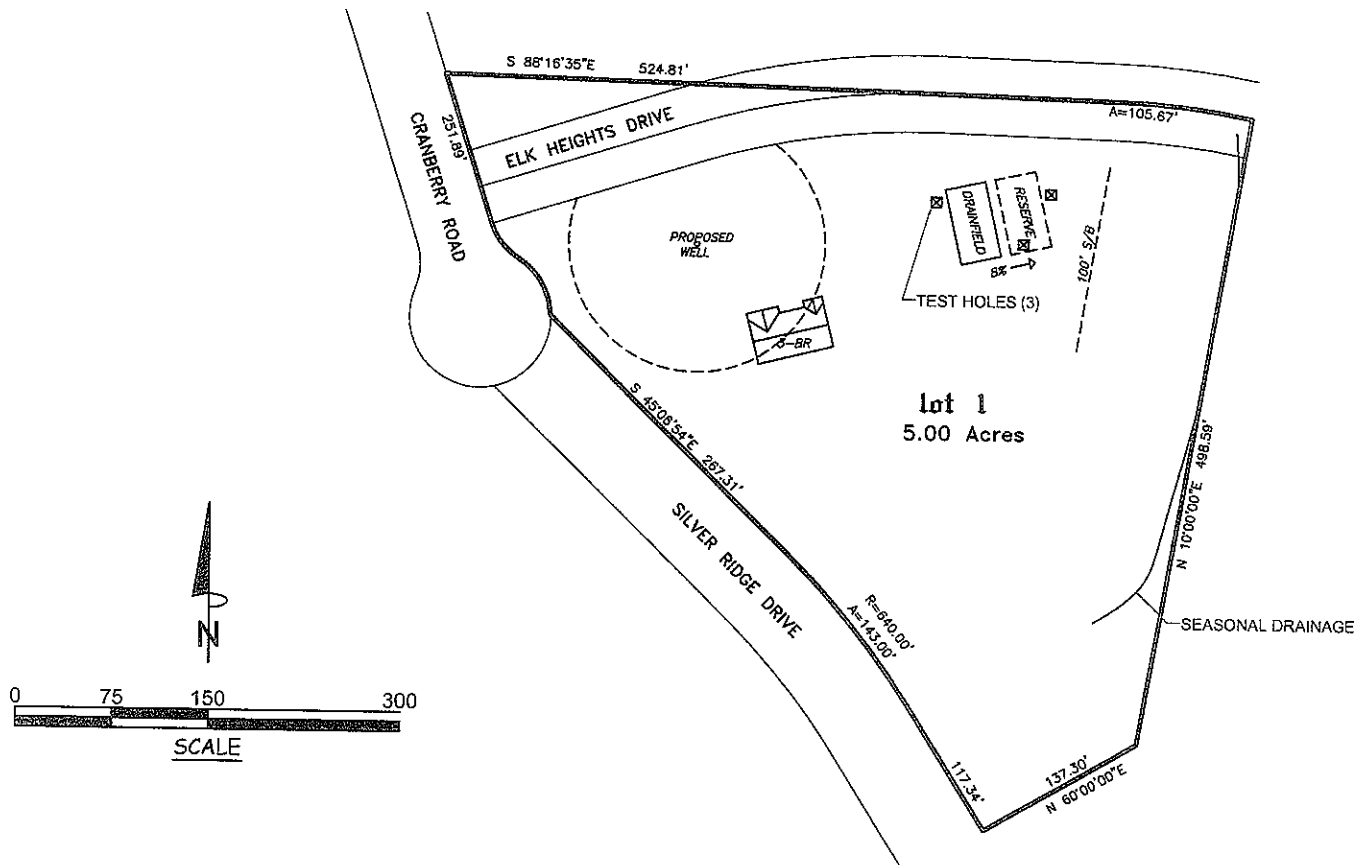 S 88°16'35"E 524.81'
A=105.67'
CRANBERRY ROAD
251.89'
ELK HEIGHTS DRIVE
PROPOSED
WELL
DRAINFIELD
RESERVE
8%
100' S/B
TEST HOLES (3)
3-BR
lot 1
5.00 Acres
S 45°08'54"E 267.31'
SILVER RIDGE DRIVE
R=640.00'
A=143.00'
N 10°00'00"E 498.59'
SEASONAL DRAINAGE
N
0 75 150 300
SCALE
117.34'
137.30'
N 60°00'00"E